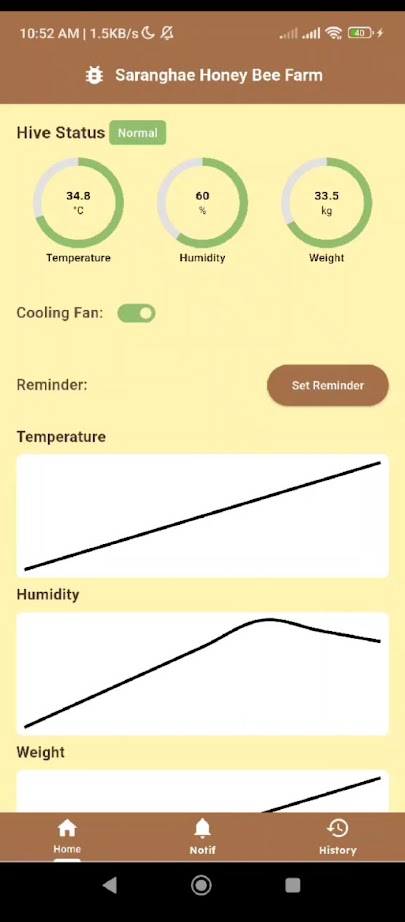 10:52 AM | 1.5KB/s
40
Saranghae Honey Bee Farm
Hive Status Normal
34.8 60 33.5
°C % kg
Temperature Humidity Weight
Cooling Fan:
Reminder: Set Reminder
Temperature
Humidity
Weight
Home Notif History